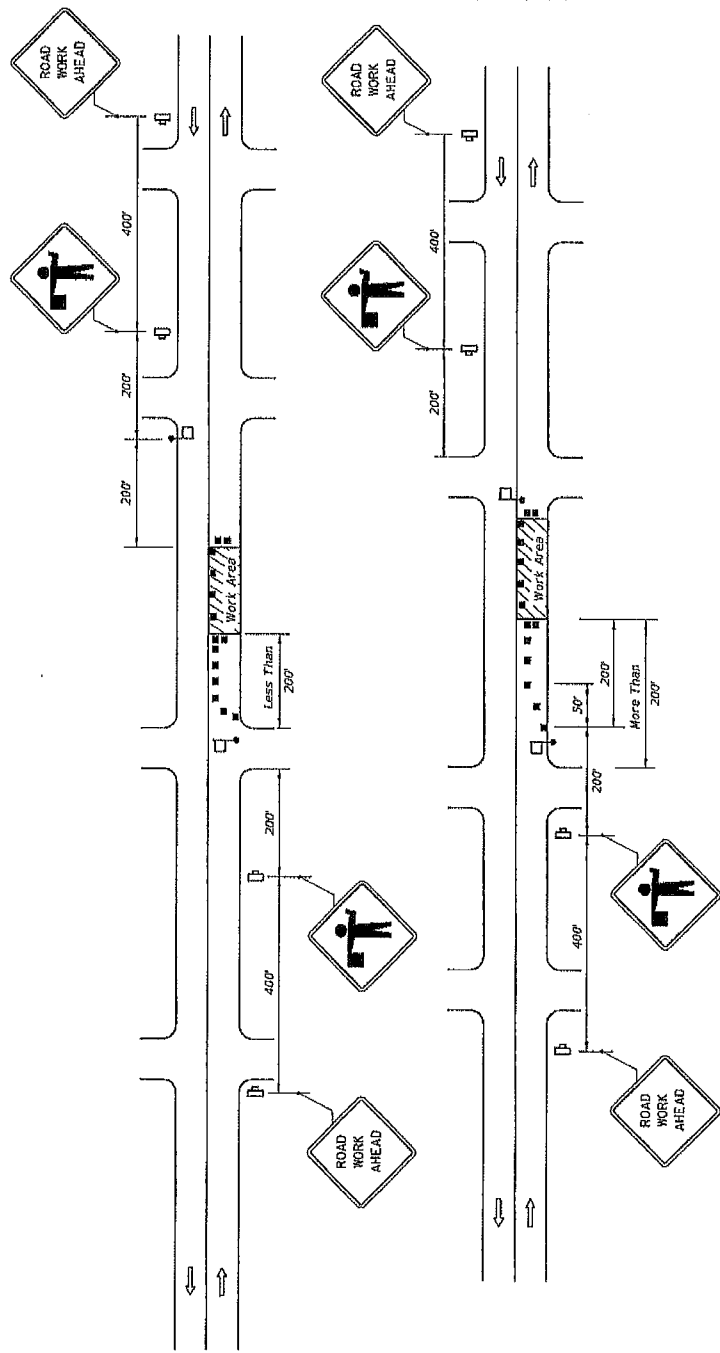 ROAD
WORK
AHEAD
400'
200'
200'
Work Area
Less Than
200'
200'
400'
ROAD
WORK
AHEAD
ROAD
WORK
AHEAD
400'
200'
Work Area
200'
50'
More Than
200'
200'
400'
ROAD
WORK
AHEAD